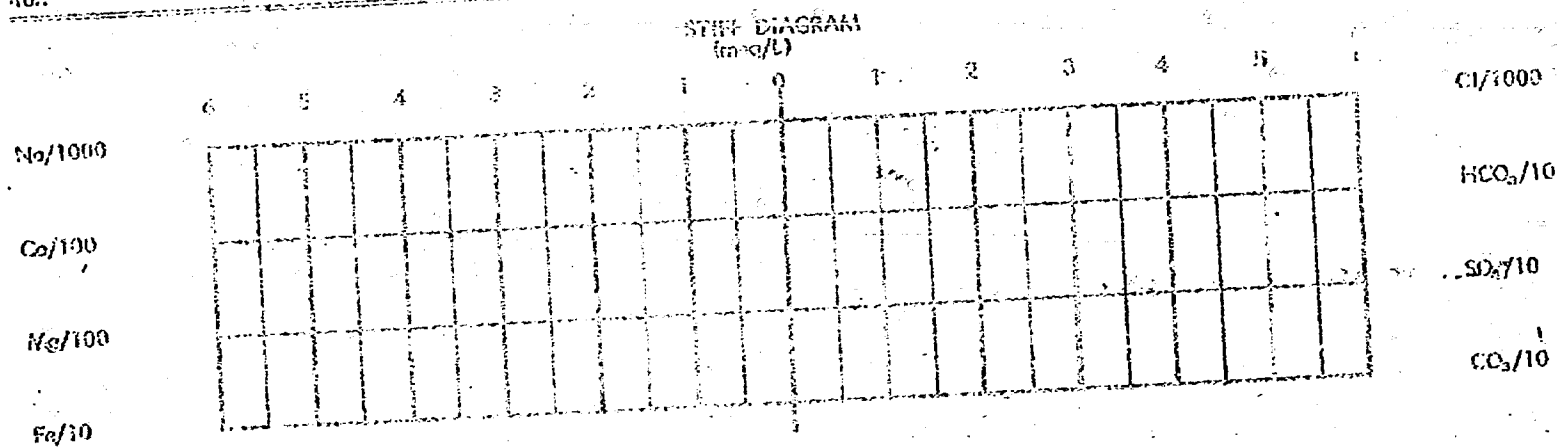 STIFF DIAGRAM
(meq/L)
6 5 4 3 2 1 0 1 2 3 4 5
Na/1000
Cl/1000
Ca/100
HCO₃/10
Mg/100
SO₄/10
Fe/10
CO₃/10